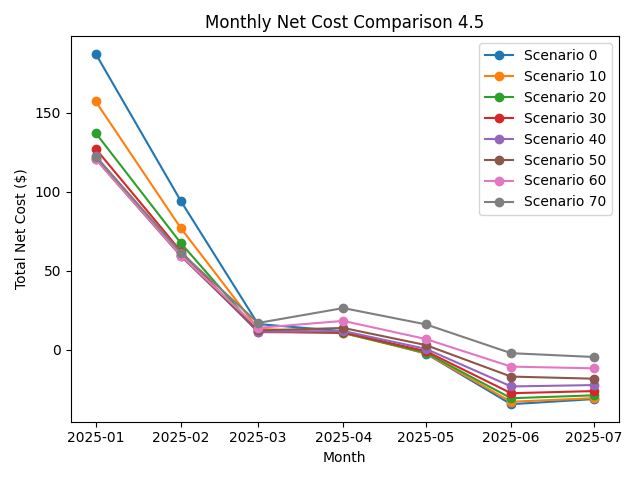 Monthly Net Cost Comparison 4.5
Scenario 0
Scenario 10
Scenario 20
Scenario 30
Scenario 40
Scenario 50
Scenario 60
Scenario 70
Total Net Cost ($)
150
100
50
0
2025-01 2025-02 2025-03 2025-04 2025-05 2025-06 2025-07
Month